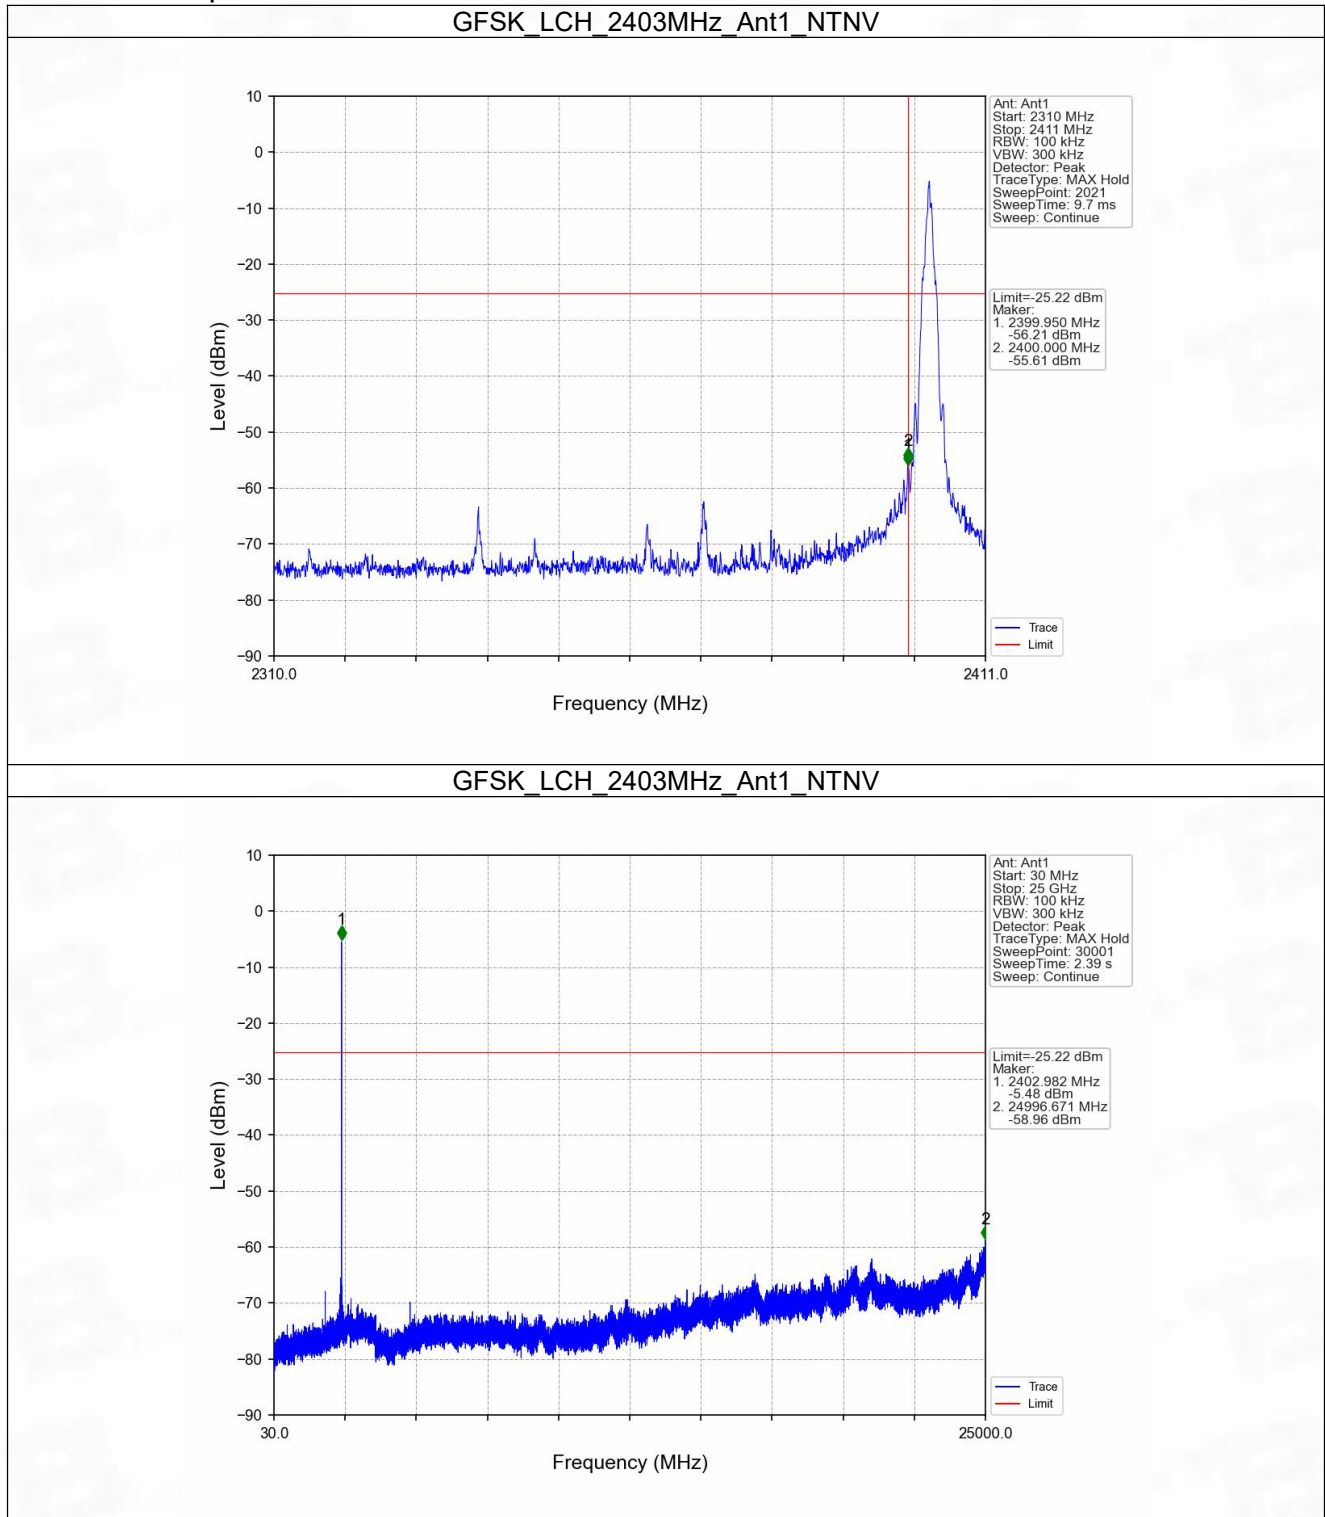 GFSK_LCH_2403MHz_Ant1_NTNV
10
0
−10
−20
−30
−40
−50
−60
−70
−80
−90
Level (dBm)
2310.0
2411.0
Frequency (MHz)
2
Ant: Ant1
Start: 2310 MHz
Stop: 2411 MHz
RBW: 100 kHz
VBW: 300 kHz
Detector: Peak
TraceType: MAX Hold
SweepPoint: 2021
SweepTime: 9.7 ms
Sweep: Continue
Limit=-25.22 dBm
Maker:
1. 2399.950 MHz
-56.21 dBm
2. 2400.000 MHz
-55.61 dBm
Trace
Limit
GFSK_LCH_2403MHz_Ant1_NTNV
10
0
−10
−20
−30
−40
−50
−60
−70
−80
−90
Level (dBm)
30.0
25000.0
Frequency (MHz)
1
2
Ant: Ant1
Start: 30 MHz
Stop: 25 GHz
RBW: 100 kHz
VBW: 300 kHz
Detector: Peak
TraceType: MAX Hold
SweepPoint: 30001
SweepTime: 2.39 s
Sweep: Continue
Limit=-25.22 dBm
Maker:
1. 2402.982 MHz
-5.48 dBm
2. 24996.671 MHz
-58.96 dBm
Trace
Limit